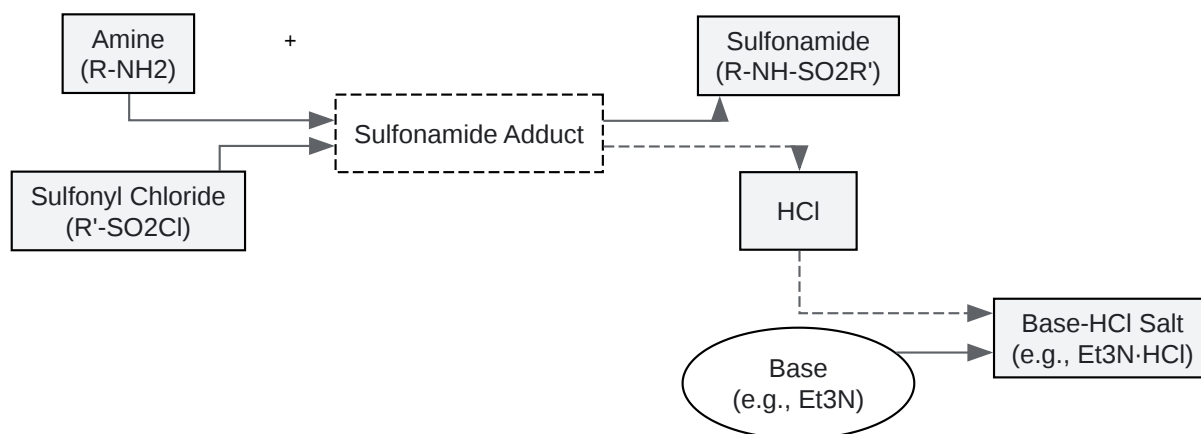 Amine
(R-NH2)
+
Sulfonamide
(R-NH-SO2R')
Sulfonamide Adduct
Sulfonyl Chloride
(R'-SO2Cl)
HCl
Base-HCl Salt
(e.g., Et3N·HCl)
Base
(e.g., Et3N)